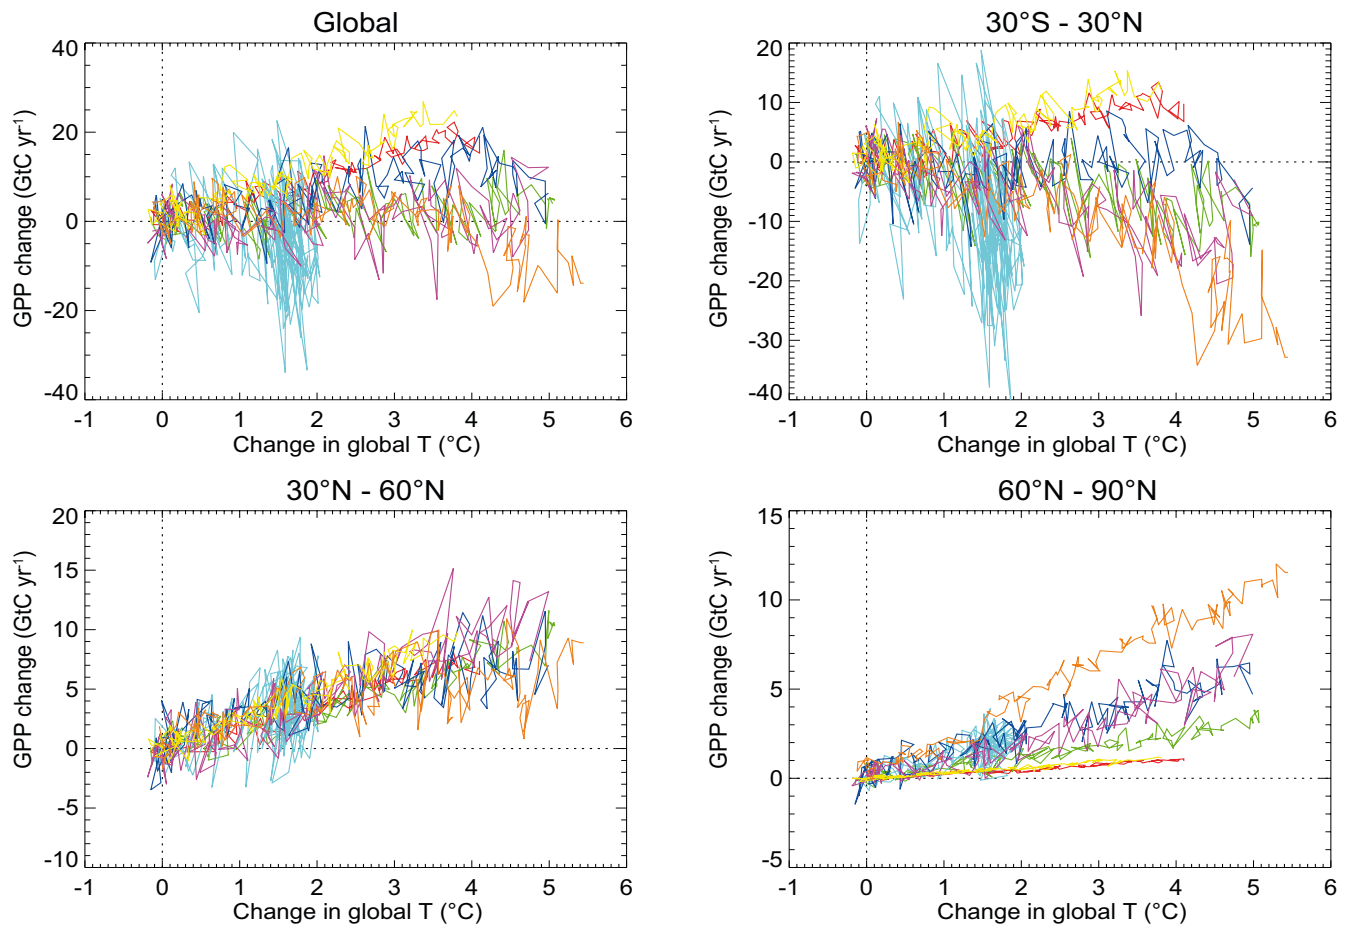 Global
40
20
0
-20
-40
GPP change (GtC yr-1)
-1 0 1 2 3 4 5 6
Change in global T (°C)
30°S - 30°N
20
10
0
-10
-20
-30
-40
GPP change (GtC yr-1)
-1 0 1 2 3 4 5 6
Change in global T (°C)
30°N - 60°N
20
15
10
5
0
-5
-10
GPP change (GtC yr-1)
-1 0 1 2 3 4 5 6
Change in global T (°C)
60°N - 90°N
15
10
5
0
-5
GPP change (GtC yr-1)
-1 0 1 2 3 4 5 6
Change in global T (°C)